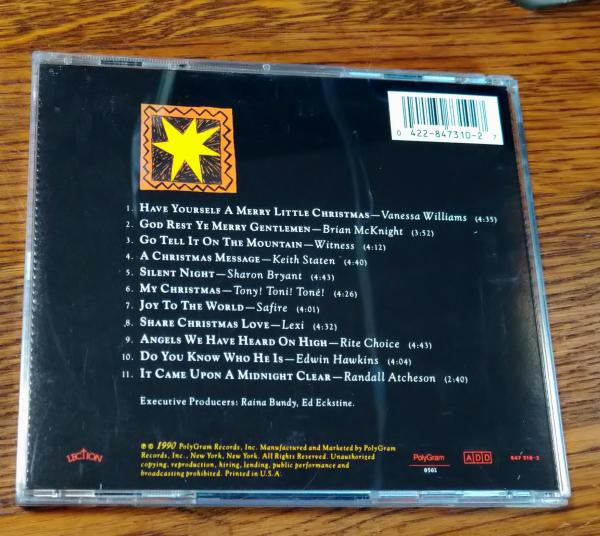 0 422-847310-2 7
1. Have Yourself A Merry Little Christmas—Vanessa Williams (4:35)
2. God Rest Ye Merry Gentlemen—Brian McKnight (3:52)
3. Go Tell It On The Mountain—Witness (4:12)
4. A Christmas Message—Keith Staten (4:40)
5. Silent Night—Sharon Bryant (4:43)
6. My Christmas—Tony! Toni! Toné! (4:26)
7. Joy To The World—Safire (4:01)
8. Share Christmas Love—Lexi (4:32)
9. Angels We Have Heard On High—Rite Choice (4:43)
10. Do You Know Who He Is—Edwin Hawkins (4:04)
11. It Came Upon A Midnight Clear—Randall Atcheson (2:40)
Executive Producers: Raina Bundy, Ed Eckstine.
℗ © 1990 PolyGram Records, Inc. Manufactured and Marketed by PolyGram
Records, Inc., New York, New York. All Rights Reserved. Unauthorized
copying, reproduction, hiring, lending, public performance and
broadcasting prohibited. Printed in U.S.A.
LECTION
PolyGram
0501
ADD
847 310-2